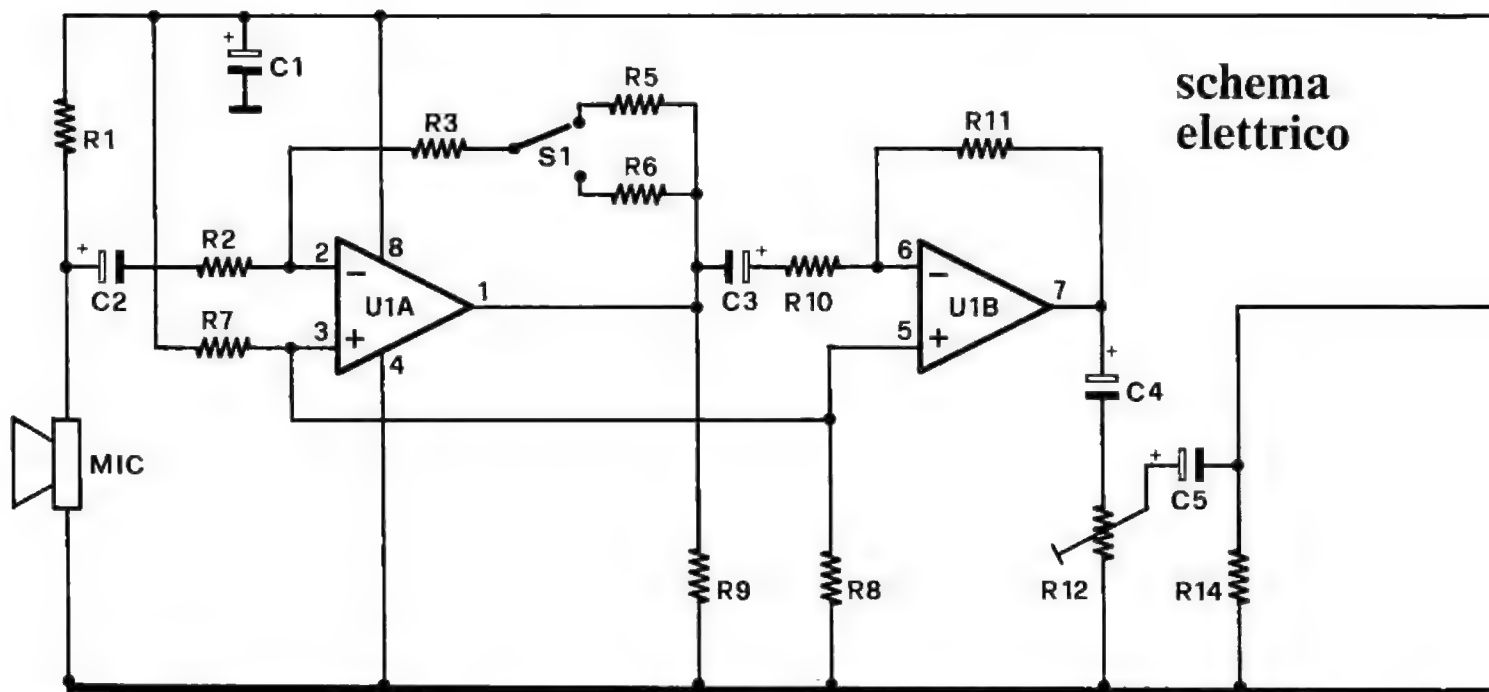 schema
elettrico
+
C1
R1
R3
S1
R5
R6
R11
+
C2
R2
R7
2
8
−
U1A
3
+
4
1
C3
+
R10
6
−
U1B
5
+
7
+
C4
MIC
+
C5
R9
R8
R12
R14